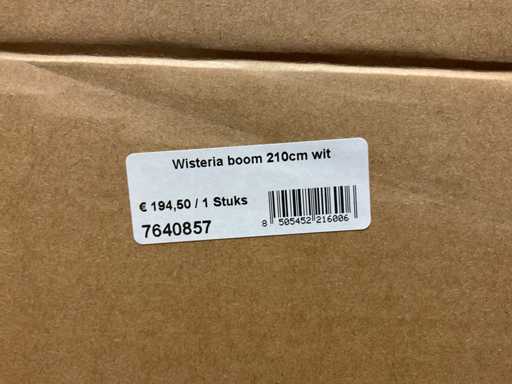 Wisteria boom 210cm wit
€ 194,50 / 1 Stuks
7640857
8 505452 216006